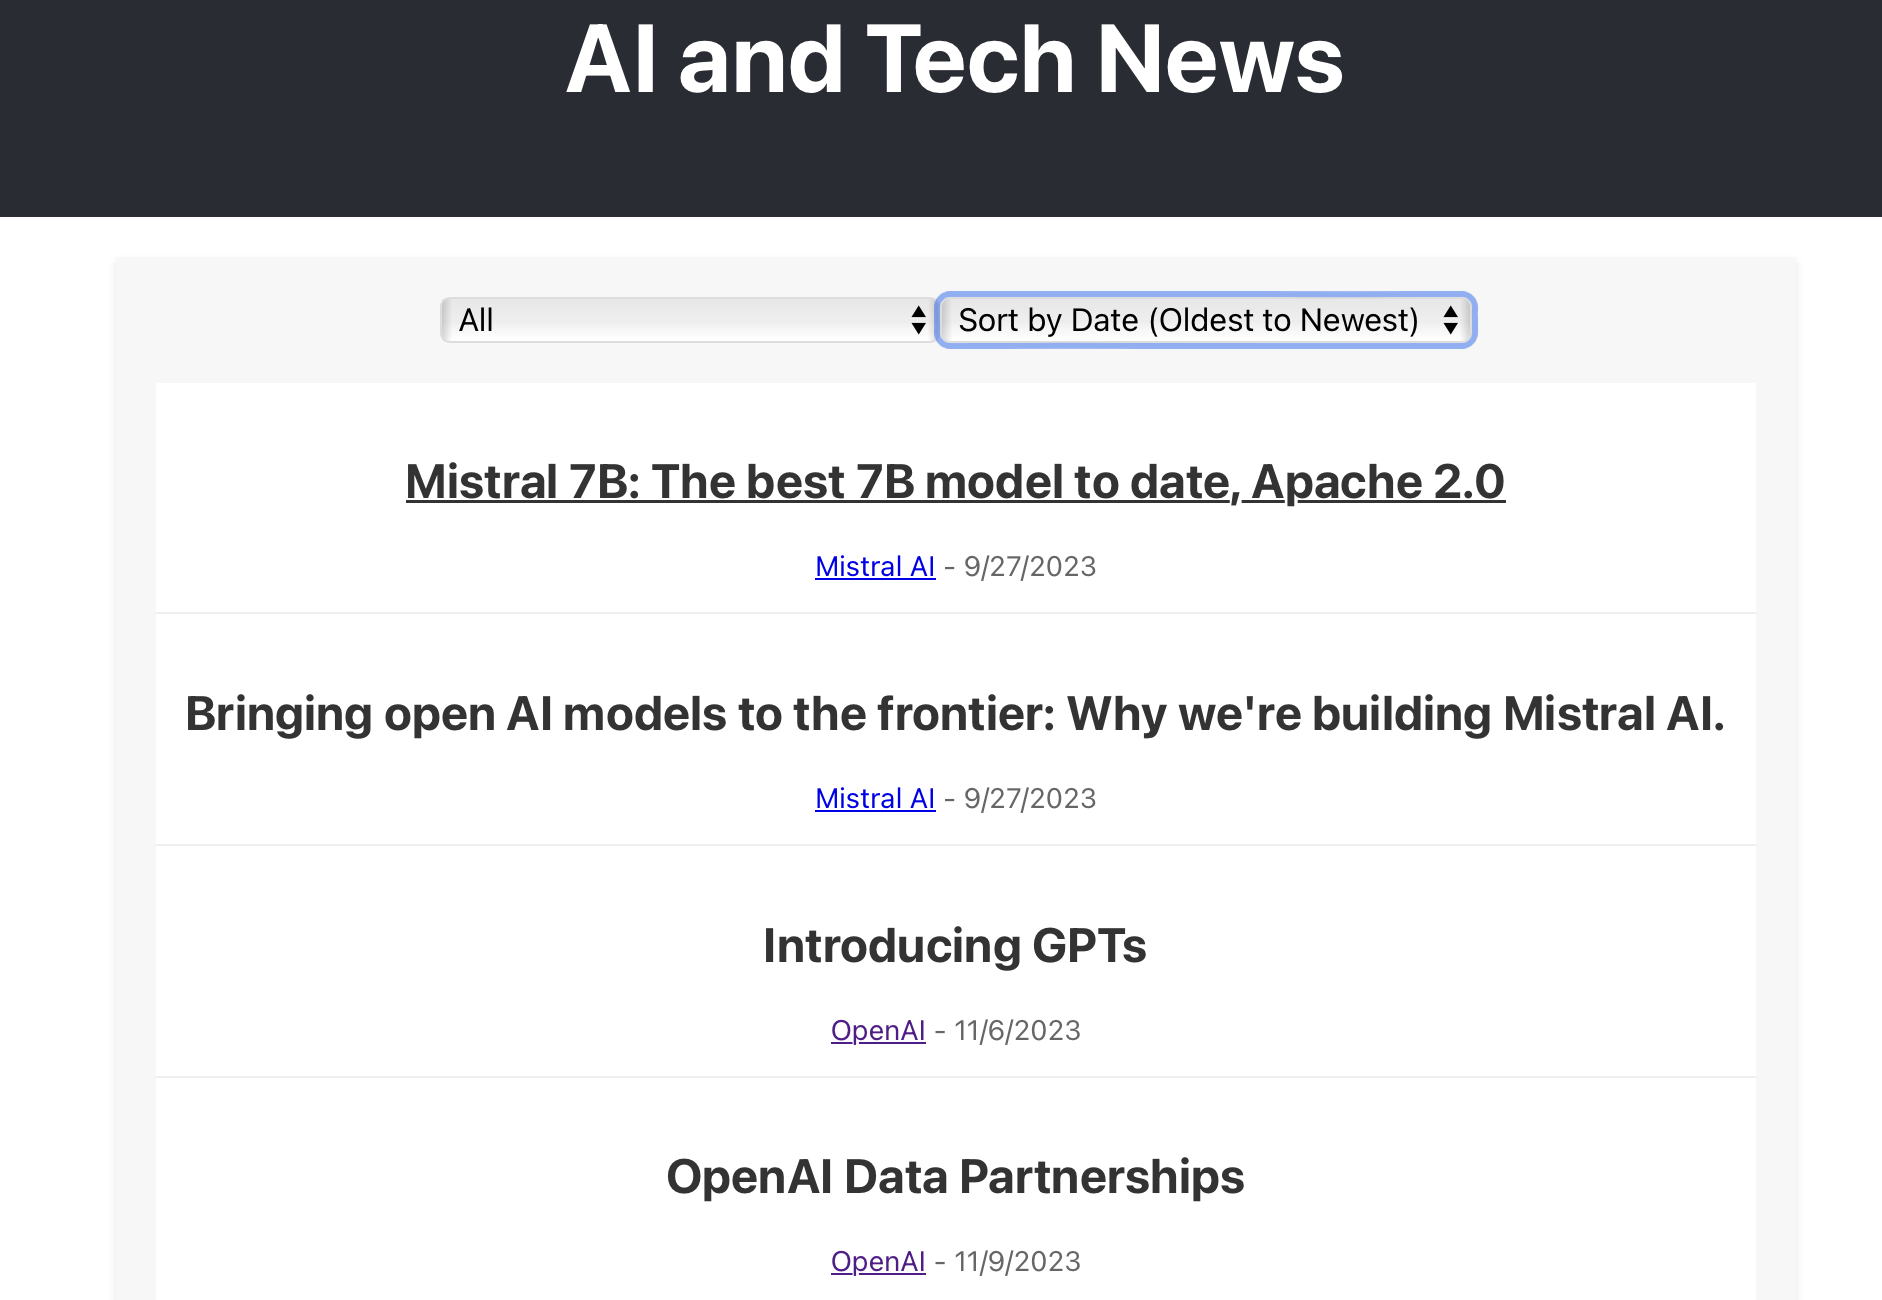 AI and Tech News
All
Sort by Date (Oldest to Newest)
Mistral 7B: The best 7B model to date, Apache 2.0
Mistral AI - 9/27/2023
Bringing open AI models to the frontier: Why we're building Mistral AI.
Mistral AI - 9/27/2023
Introducing GPTs
OpenAI - 11/6/2023
OpenAI Data Partnerships
OpenAI - 11/9/2023